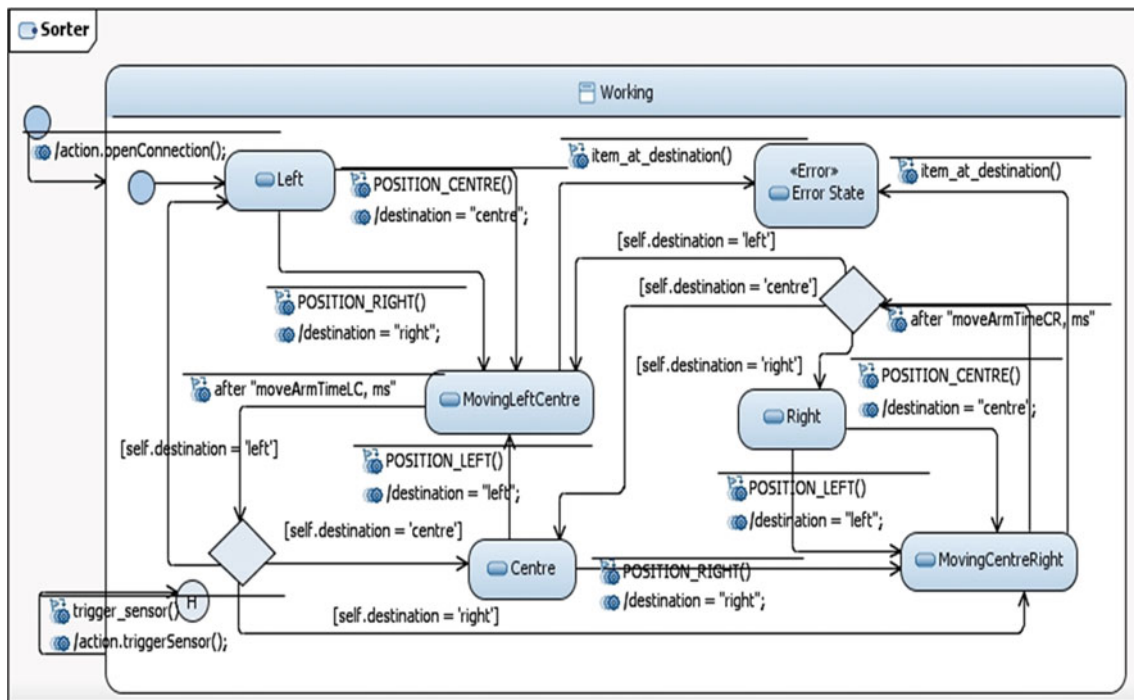 Sorter
Working
/action.openConnection();
Left
POSITION_CENTRE()
/destination = "centre";
item_at_destination()
«Error»
Error State
item_at_destination()
[self.destination = 'left']
[self.destination = 'centre']
POSITION_RIGHT()
/destination = "right";
after "moveArmTimeCR, ms"
[self.destination = 'right']
after "moveArmTimeLC, ms"
MovingLeftCentre
POSITION_CENTRE()
/destination = "centre";
Right
[self.destination = 'left']
POSITION_LEFT()
/destination = "left";
POSITION_LEFT()
/destination = "left";
[self.destination = 'centre']
Centre
POSITION_RIGHT()
/destination = "right";
MovingCentreRight
H
trigger_sensor()
/action.triggerSensor();
[self.destination = 'right']